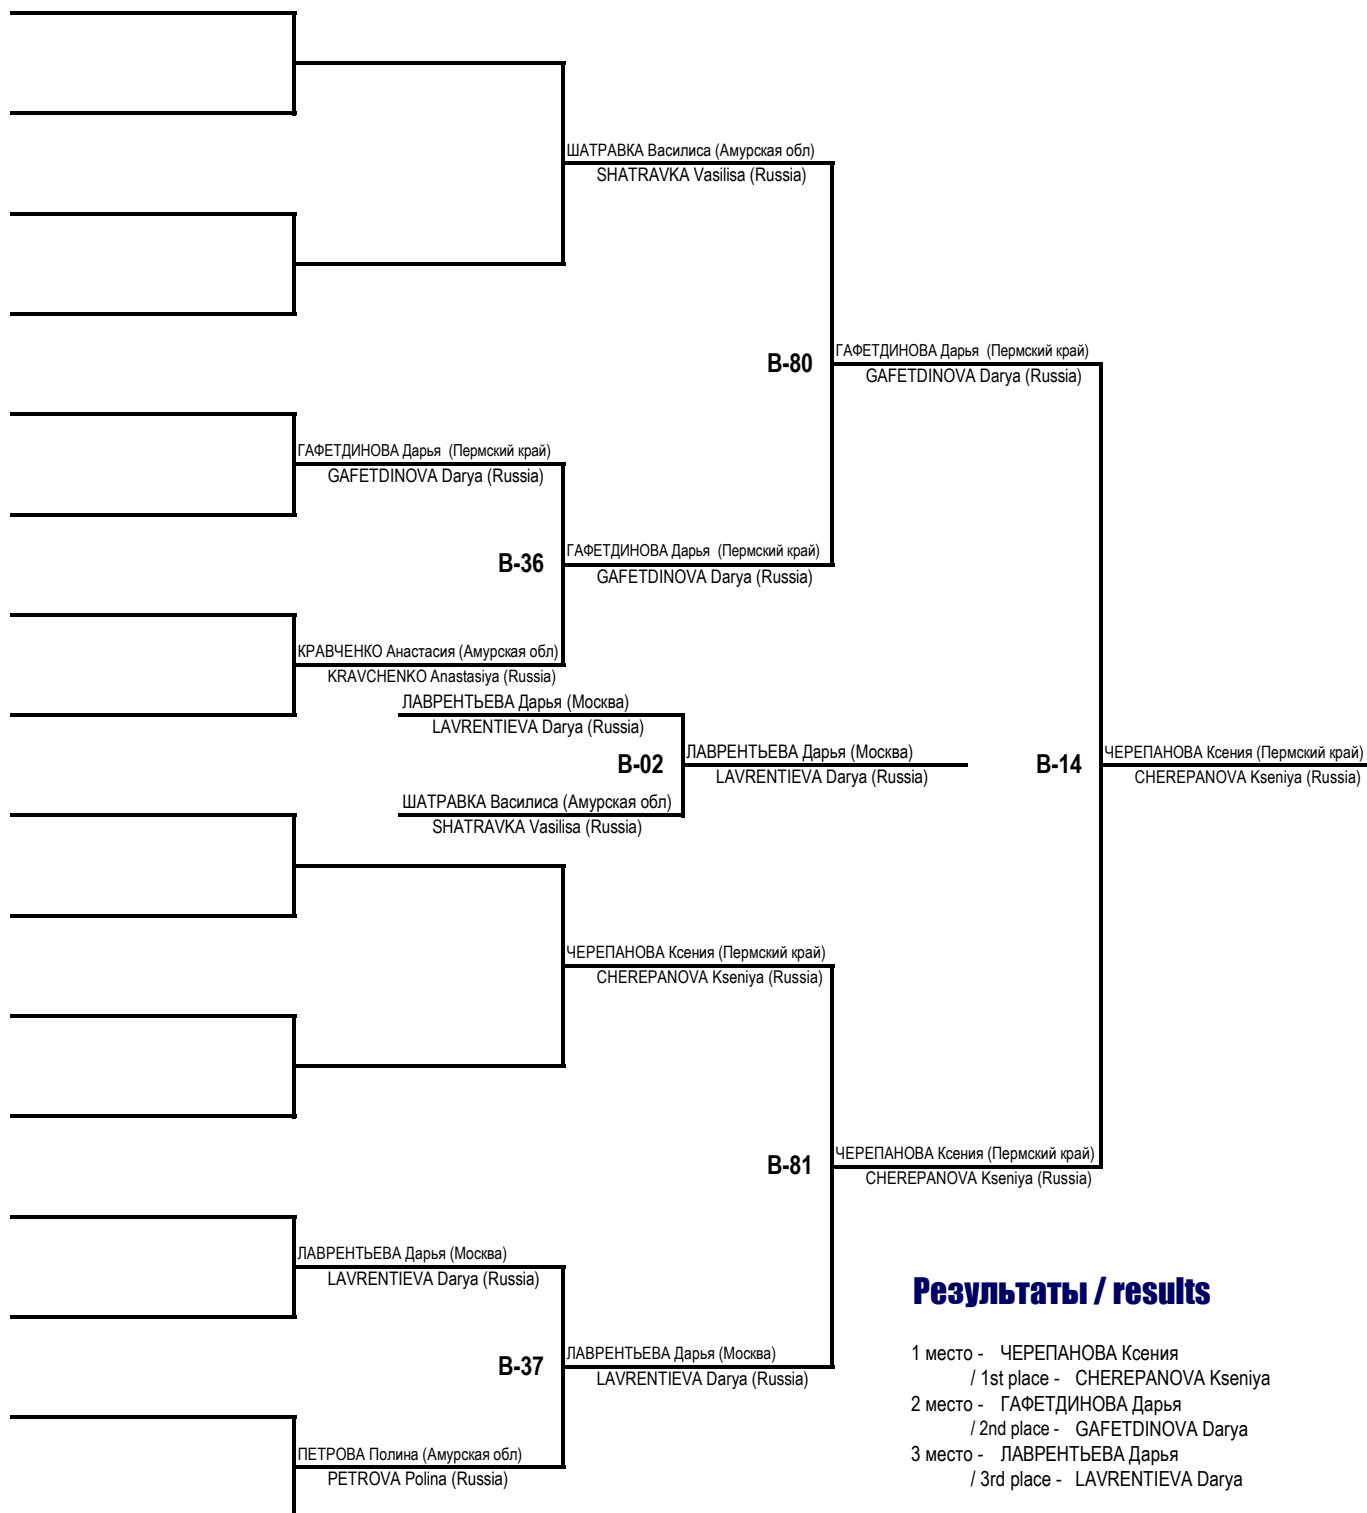 ШАТРАВКА Василиса (Амурская обл)
SHATRAVKA Vasilisa (Russia)
B-80
ГАФЕТДИНОВА Дарья (Пермский край)
GAFETDINOVA Darya (Russia)
ГАФЕТДИНОВА Дарья (Пермский край)
GAFETDINOVA Darya (Russia)
B-36
ГАФЕТДИНОВА Дарья (Пермский край)
GAFETDINOVA Darya (Russia)
КРАВЧЕНКО Анастасия (Амурская обл)
KRAVCHENKO Anastasiya (Russia)
ЛАВРЕНТЬЕВА Дарья (Москва)
LAVRENTIEVA Darya (Russia)
B-02
ЛАВРЕНТЬЕВА Дарья (Москва)
LAVRENTIEVA Darya (Russia)
B-14
ЧЕРЕПАНОВА Ксения (Пермский край)
CHEREPANOVA Kseniya (Russia)
ШАТРАВКА Василиса (Амурская обл)
SHATRAVKA Vasilisa (Russia)
ЧЕРЕПАНОВА Ксения (Пермский край)
CHEREPANOVA Kseniya (Russia)
B-81
ЧЕРЕПАНОВА Ксения (Пермский край)
CHEREPANOVA Kseniya (Russia)
ЛАВРЕНТЬЕВА Дарья (Москва)
LAVRENTIEVA Darya (Russia)
B-37
ЛАВРЕНТЬЕВА Дарья (Москва)
LAVRENTIEVA Darya (Russia)
ПЕТРОВА Полина (Амурская обл)
PETROVA Polina (Russia)
Результаты / results
1 место - ЧЕРЕПАНОВА Ксения
/ 1st place - CHEREPANOVA Kseniya
2 место - ГАФЕТДИНОВА Дарья
/ 2nd place - GAFETDINOVA Darya
3 место - ЛАВРЕНТЬЕВА Дарья
/ 3rd place - LAVRENTIEVA Darya